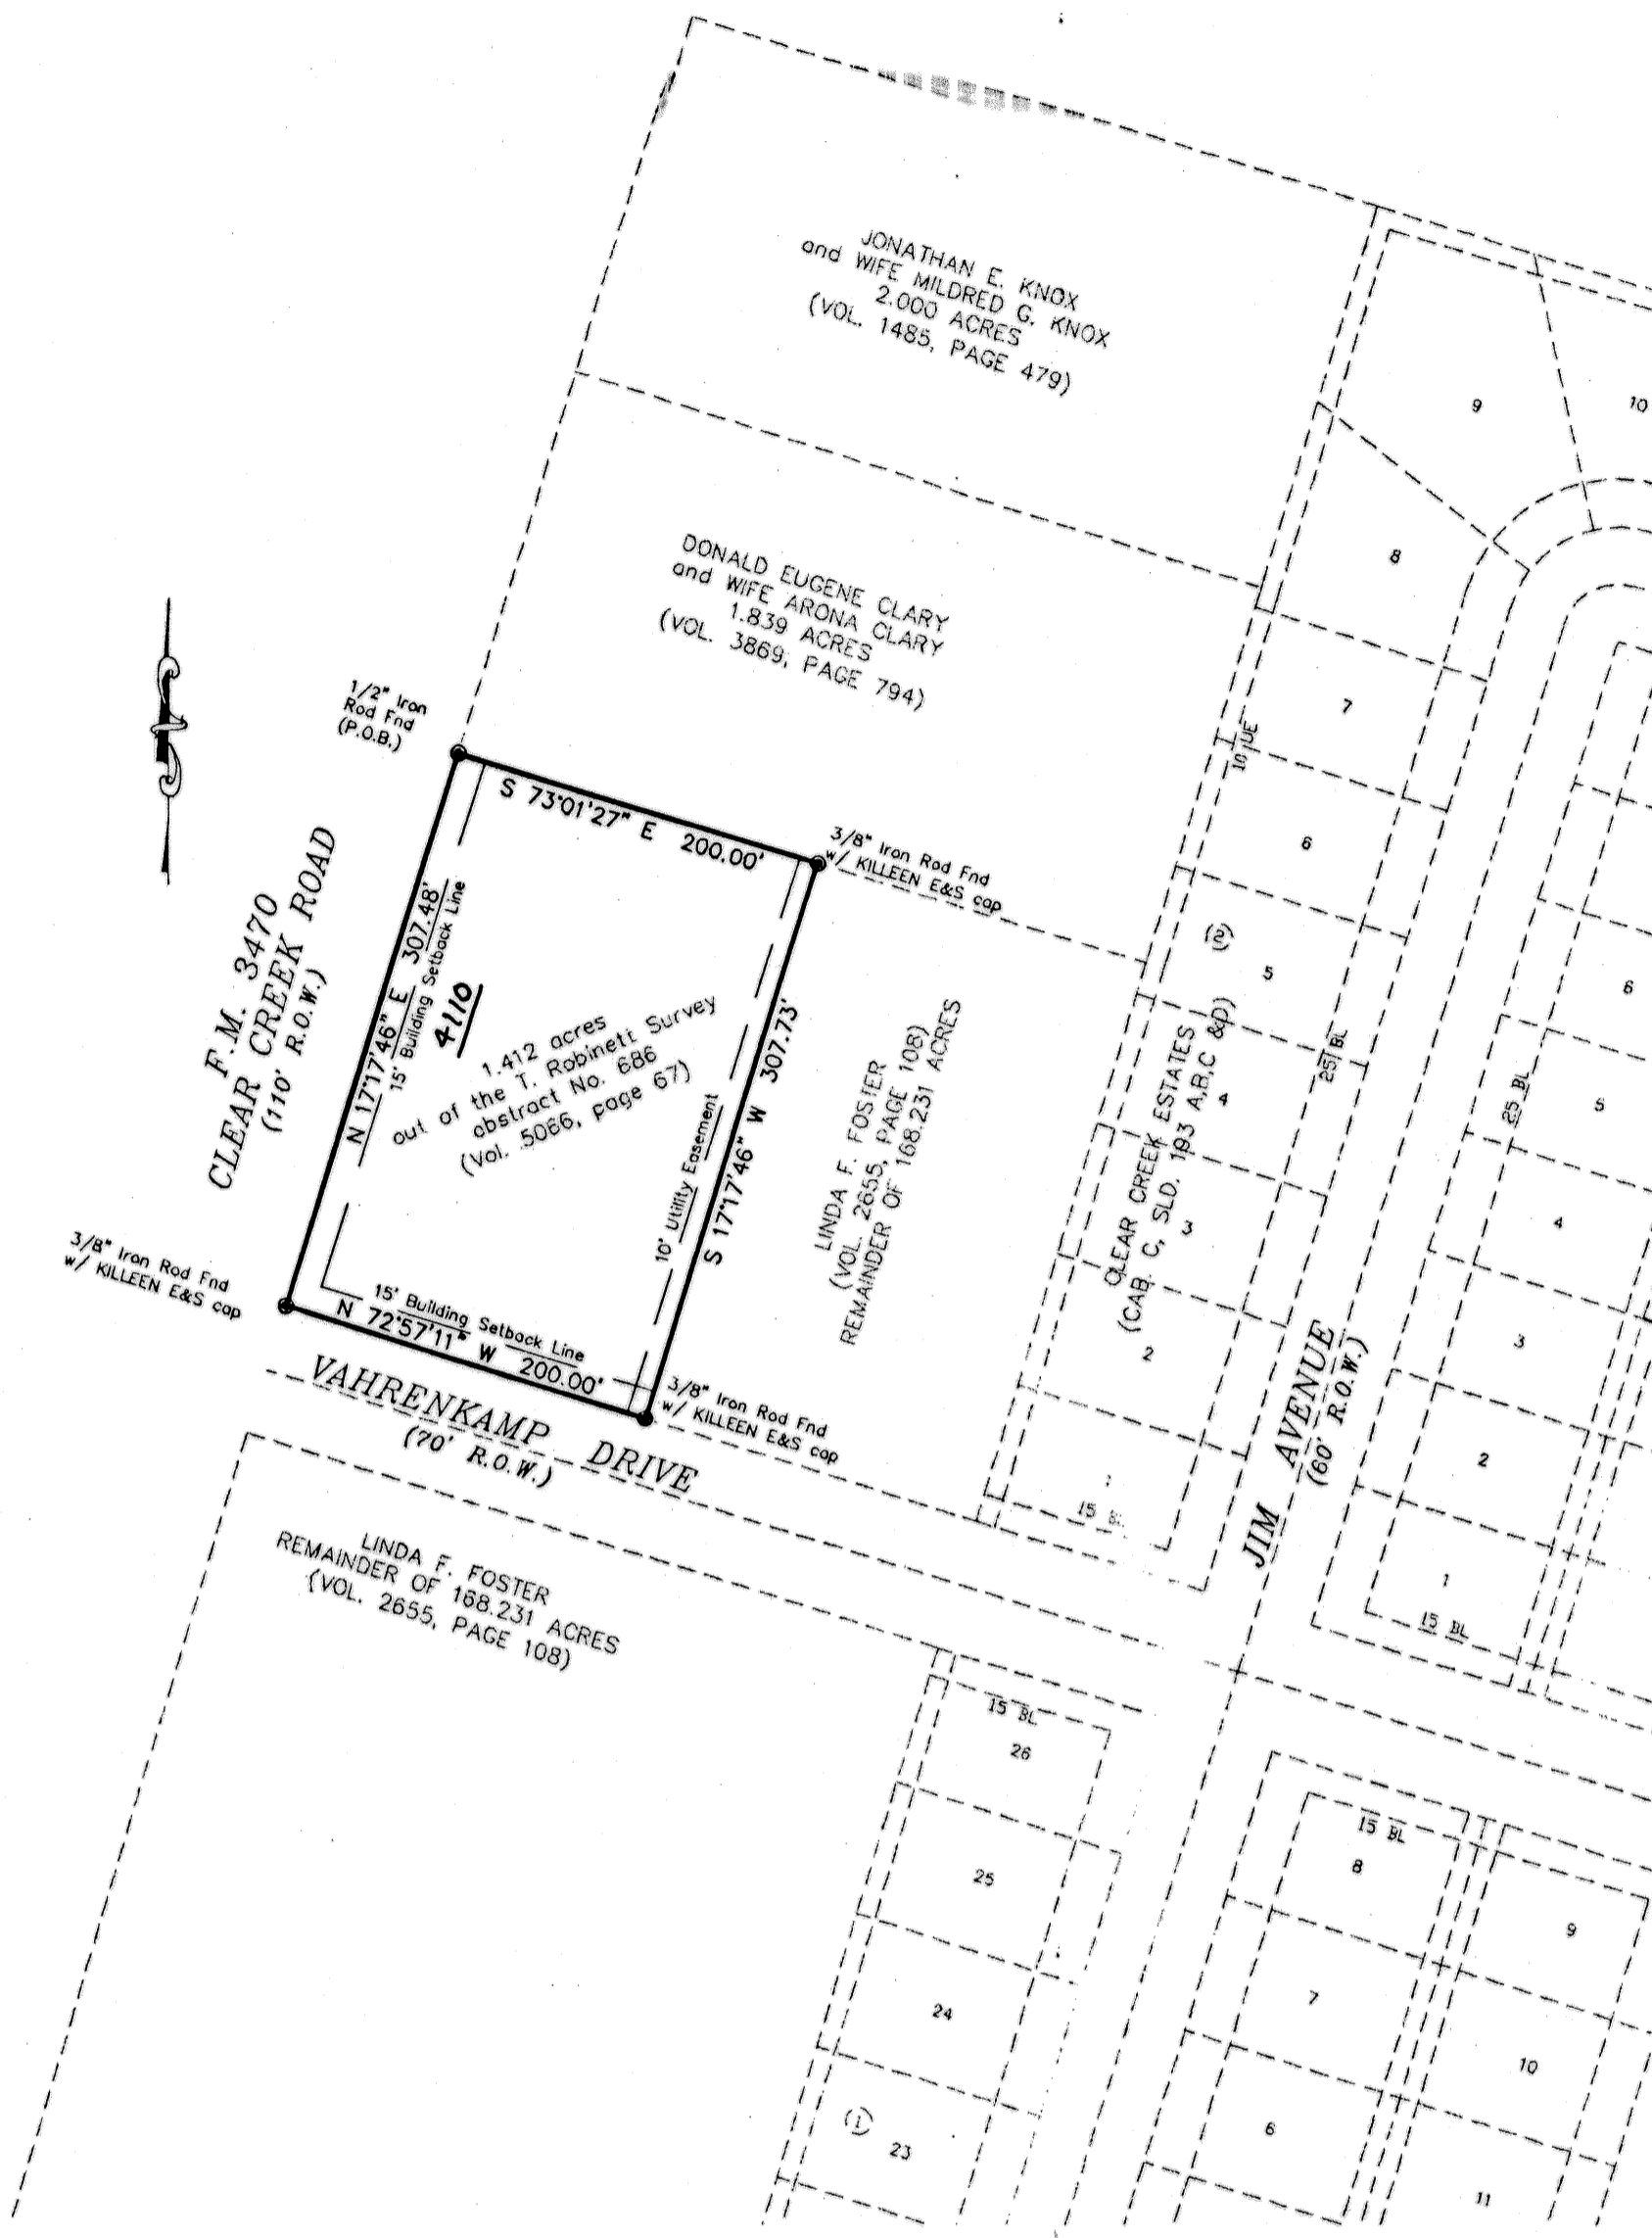 JONATHAN E. KNOX
and WIFE MILDRED G. KNOX
2.000 ACRES
(VOL. 1485, PAGE 479)
9
10
8
DONALD EUGENE CLARY
and WIFE ARONA CLARY
1.839 ACRES
(VOL. 3869, PAGE 794)
7
10 UE
6
1/2" Iron
Rod Fnd
(P.O.B.)
S 73°01'27" E 200.00'
3/8" Iron Rod Fnd
w/ KILLEEN E&S cap
F.M. 3470
CLEAR CREEK ROAD
(110' R.O.W.)
N 17°17'46" E 307.48'
15' Building Setback Line
4110
1.412 acres
out of the T. Robinett Survey
abstract No. 686
(Vol. 5066, page 67)
10' Utility Easement
S 17°17'46" W 307.73'
LINDA F. FOSTER
(VOL. 2655, PAGE 108)
REMAINDER OF 168.231 ACRES
(2)
5
CLEAR CREEK ESTATES
(CAB. C, SLD. 193 A,B,C &D)
25' BL
4
3
2
25 BL
6
5
4
3
2
1
15 BL
3/8" Iron Rod Fnd
w/ KILLEEN E&S cap
15' Building Setback Line
N 72°57'11" W 200.00'
3/8" Iron Rod Fnd
w/ KILLEEN E&S cap
VAHRENKAMP DRIVE
(70' R.O.W.)
15
JIM AVENUE
(60' R.O.W.)
LINDA F. FOSTER
REMAINDER OF 168.231 ACRES
(VOL. 2655, PAGE 108)
15 BL
26
25
24
(1)
23
15 BL
8
7
6
9
10
11